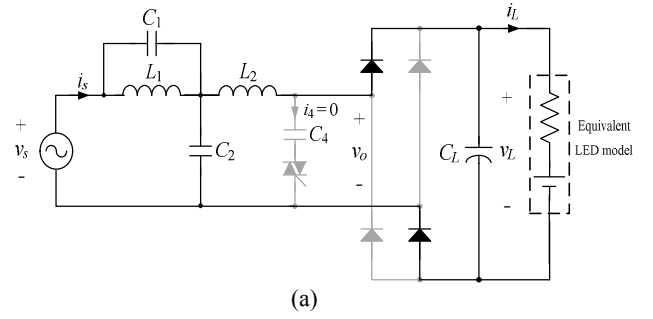 C1
iL
is
L1
L2
i4=0
C4
+
vs
-
C2
+
vo
-
CL
+
vL
-
Equivalent
LED model
(a)